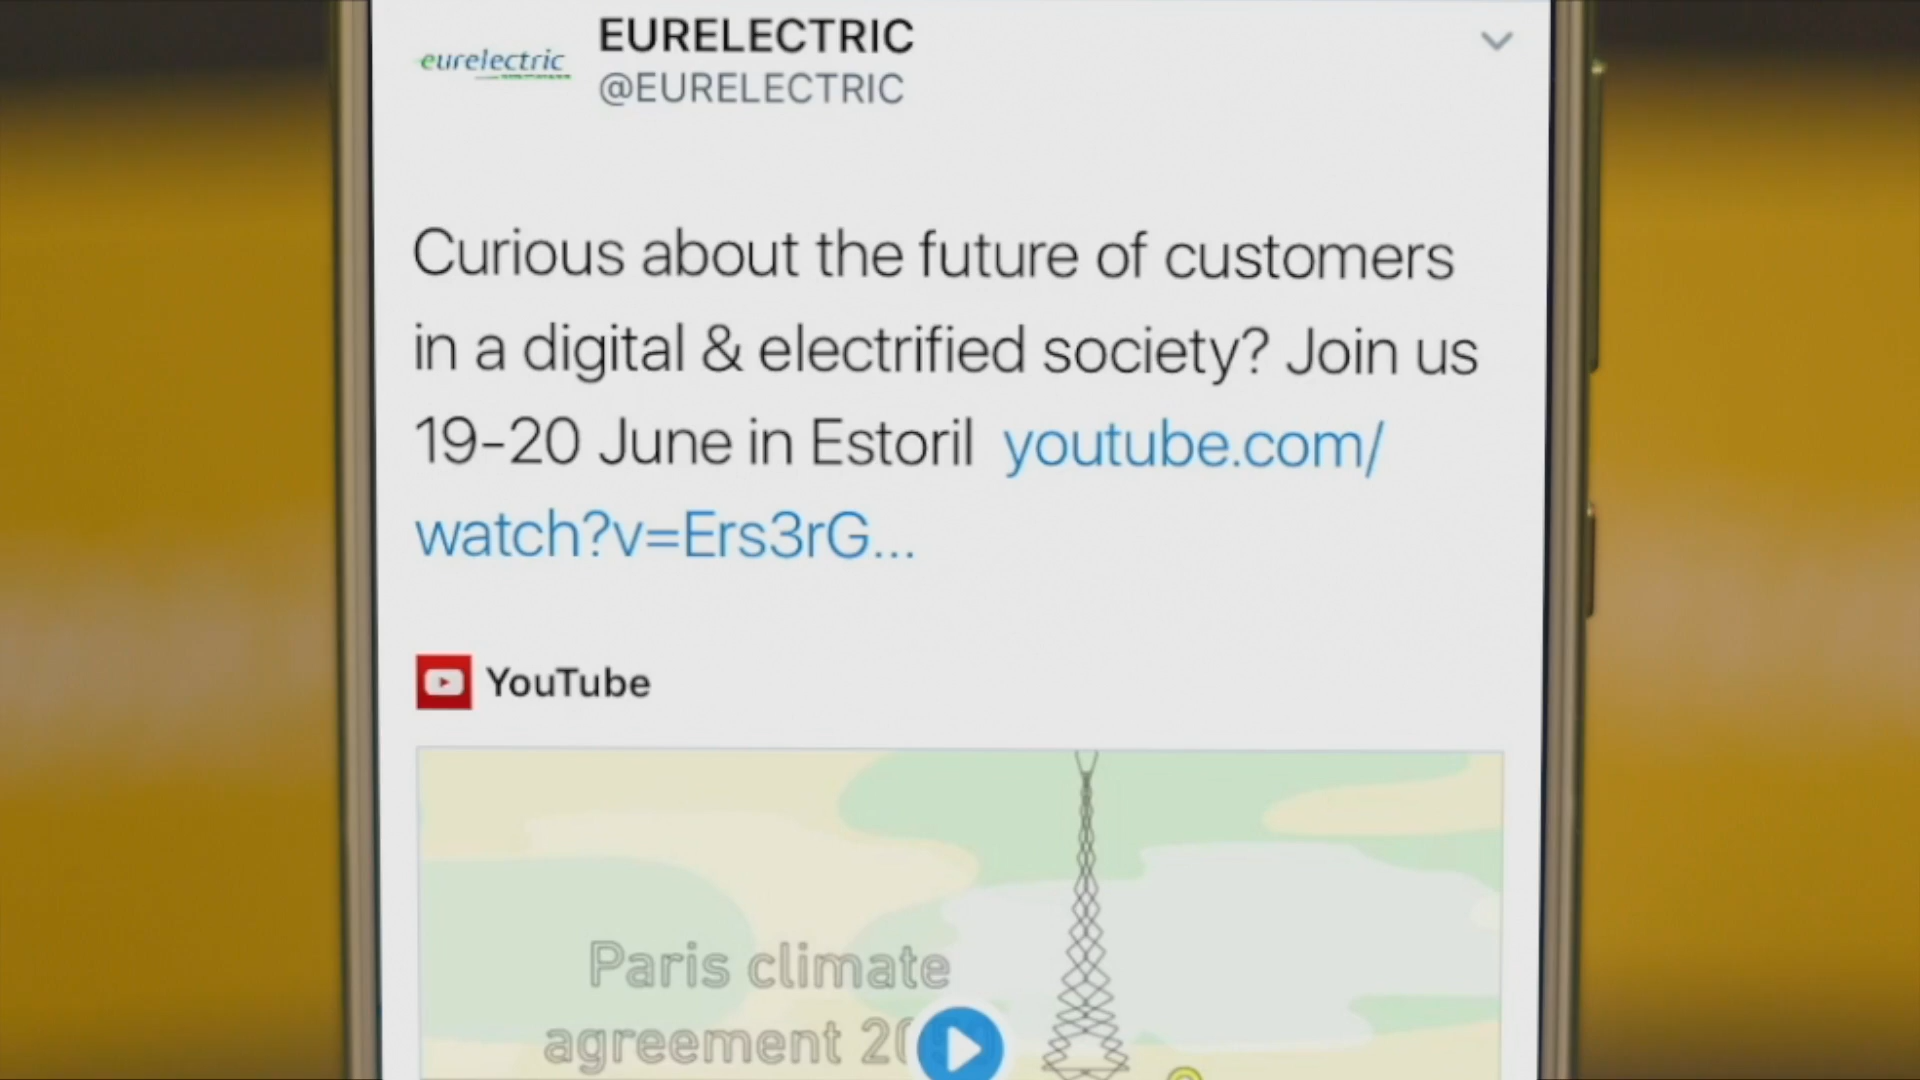 eurelectric
EURELECTRIC
@EURELECTRIC
Curious about the future of customers
in a digital & electrified society? Join us
19-20 June in Estoril youtube.com/
watch?v=Ers3rG...
YouTube
Paris climate
agreement 20